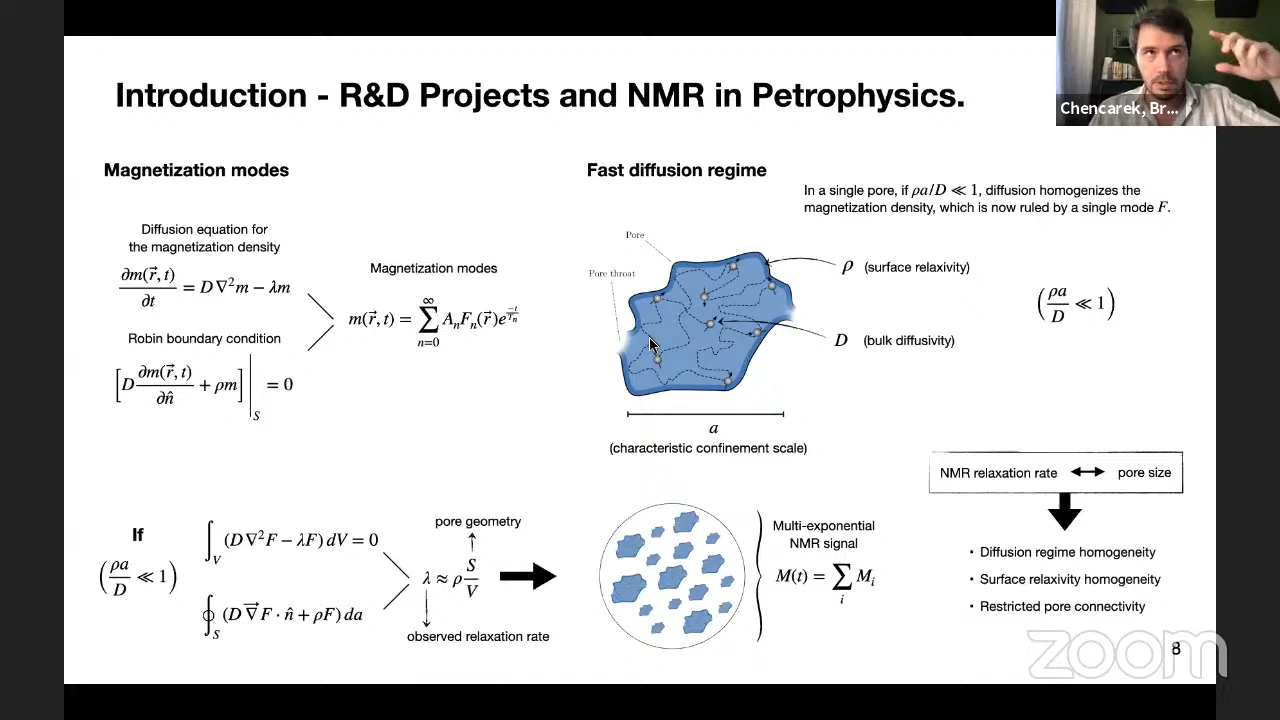 Introduction - R&D Projects and NMR in Petrophysics.
Chencarek, Br...
Magnetization modes
Diffusion equation for
the magnetization density
∂m(r⃗, t)/∂t = D∇²m − λm
Robin boundary condition
[D ∂m(r⃗, t)/∂n̂ + ρm]|_S = 0
Magnetization modes
m(r⃗, t) = ∑_{n=0}^{∞} A_n F_n(r⃗) e^{−t/T_n}
Fast diffusion regime
In a single pore, if ρa/D ≪ 1, diffusion homogenizes the
magnetization density, which is now ruled by a single mode F.
Pore
Pore throat
ρ (surface relaxivity)
(ρa/D ≪ 1)
D (bulk diffusivity)
a
(characteristic confinement scale)
If
(ρa/D ≪ 1)
∫_V (D∇²F − λF) dV = 0
∮_S (D∇⃗F · n̂ + ρF) da
pore geometry
λ ≈ ρ S/V
observed relaxation rate
Multi-exponential
NMR signal
M(t) = ∑_i M_i
NMR relaxation rate ↔ pore size
• Diffusion regime homogeneity
• Surface relaxivity homogeneity
• Restricted pore connectivity
zoom
8